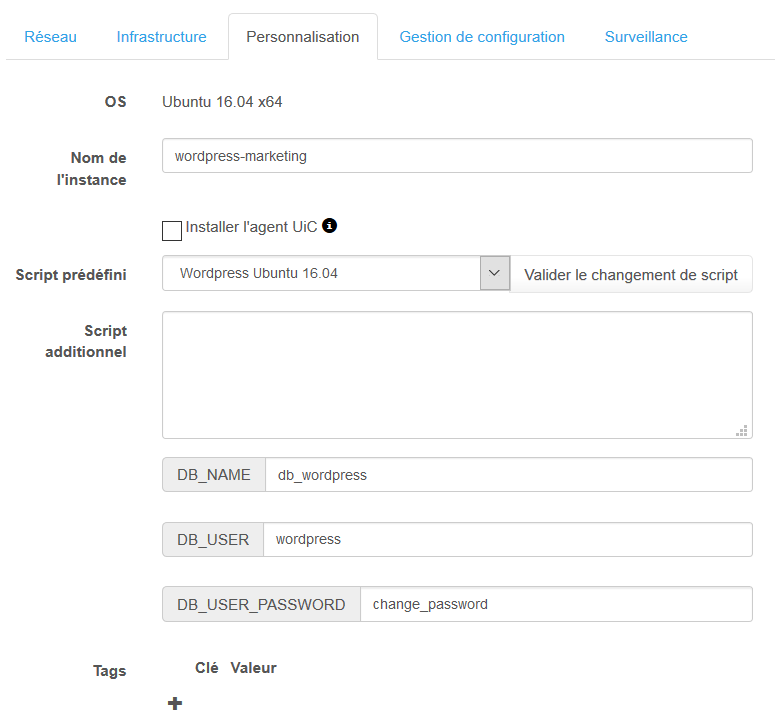 Réseau Infrastructure Personnalisation Gestion de configuration Surveillance
OS Ubuntu 16.04 x64
Nom de
l'instance
wordpress-marketing
Installer l'agent UiC
Script prédéfini Wordpress Ubuntu 16.04 Valider le changement de script
Script
additionnel
DB_NAME db_wordpress
DB_USER wordpress
DB_USER_PASSWORD change_password
Tags Clé Valeur